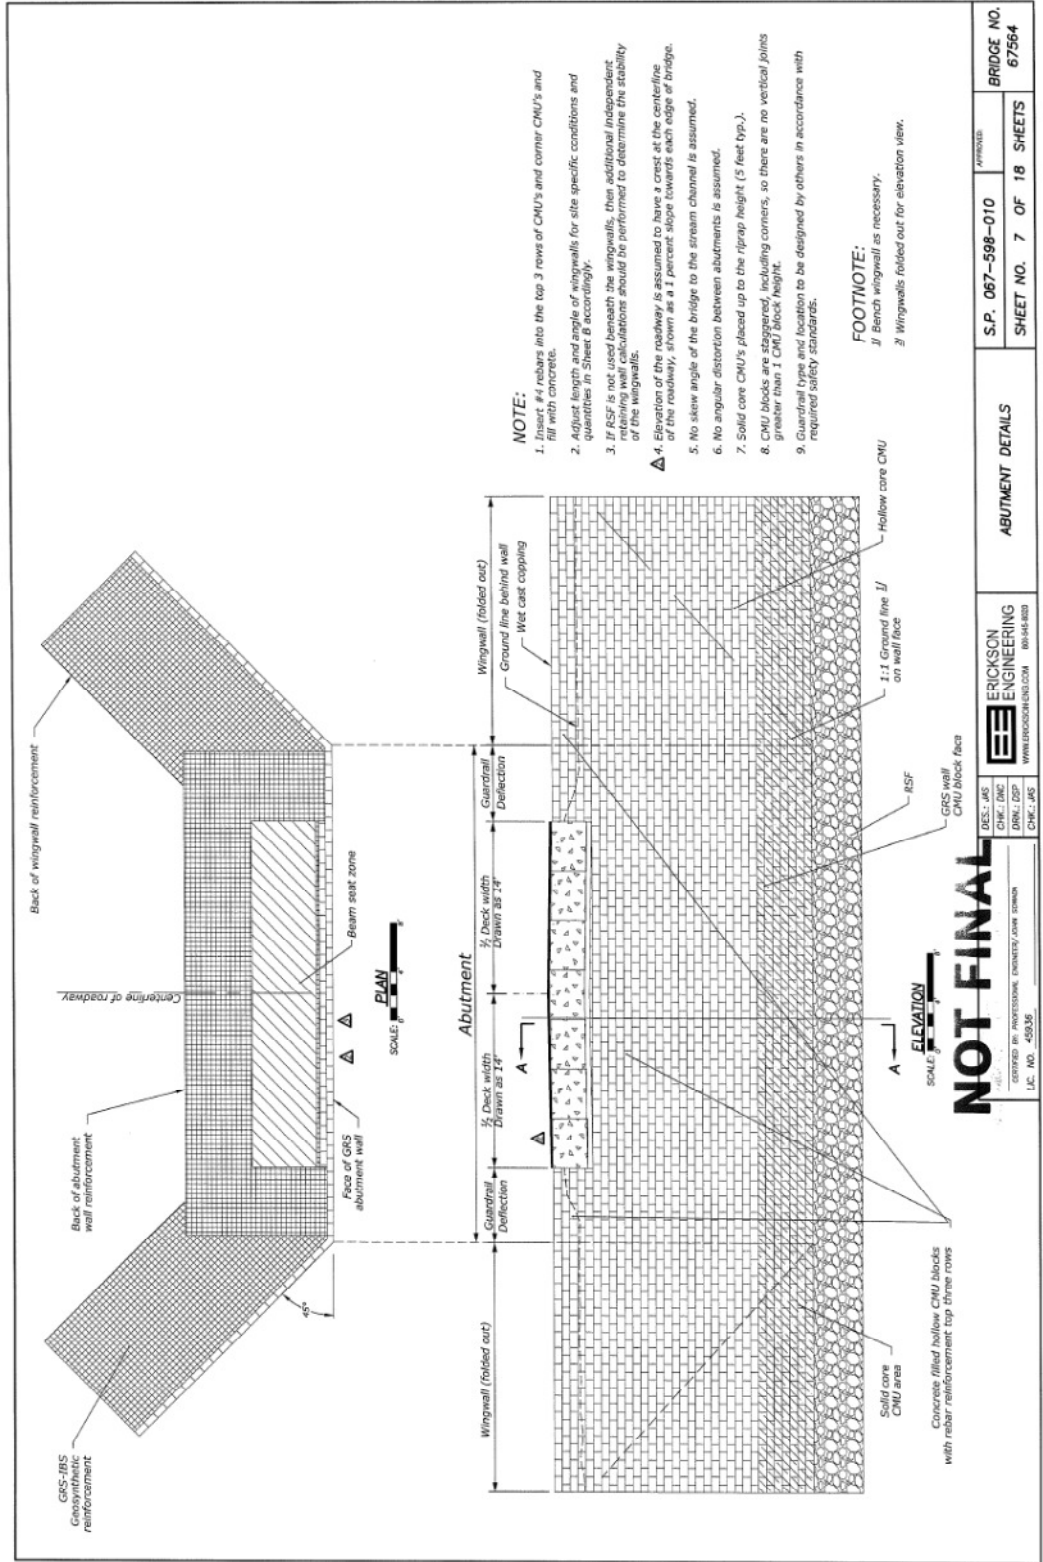 GRS-IBS
Geosynthetic
reinforcement
Back of abutment
wall reinforcement
Centerline of roadway
Back of wingwall reinforcement
45°
Face of GRS
abutment wall
Beam seat zone
PLAN
SCALE:
Abutment
Wingwall (folded out)
Guardrail
Deflection
½ Deck width
Drawn as 14'
½ Deck width
Drawn as 14'
Guardrail
Deflection
Wingwall (folded out)
Ground line behind wall
Wet cast copping
A
A
Solid core
CMU area
Concrete filled hollow CMU blocks
with rebar reinforcement top three rows
ELEVATION
SCALE:
GRS wall
CMU block face
RSF
1:1 Ground line 1/
on wall face
Hollow core CMU
NOTE:
1. Insert #4 rebars into the top 3 rows of CMU's and corner CMU's and
fill with concrete.
2. Adjust length and angle of wingwalls for site specific conditions and
quantities in Sheet B accordingly.
3. If RSF is not used beneath the wingwalls, then additional independent
retaining wall calculations should be performed to determine the stability
of the wingwalls.
4. Elevation of the roadway is assumed to have a crest at the centerline
of the roadway, shown as a 1 percent slope towards each edge of bridge.
5. No skew angle of the bridge to the stream channel is assumed.
6. No angular distortion between abutments is assumed.
7. Solid core CMU's placed up to the riprap height (5 feet typ.).
8. CMU blocks are staggered, including corners, so there are no vertical joints
greater than 1 CMU block height.
9. Guardrail type and location to be designed by others in accordance with
required safety standards.
FOOTNOTE:
1/ Bench wingwall as necessary.
2/ Wingwalls folded out for elevation view.
NOT FINAL
CERTIFIED BY: PROFESSIONAL ENGINEER/
LIC. NO. 45936
DES.: JAS
CHK.: DNC
DRN.: DSP
CHK.: JAS
ERICKSON
ENGINEERING
WWW.ERICKSON-ENG.COM
ABUTMENT DETAILS
S.P. 067-598-010
APPROVED:
BRIDGE NO.
67564
SHEET NO. 7 OF 18 SHEETS